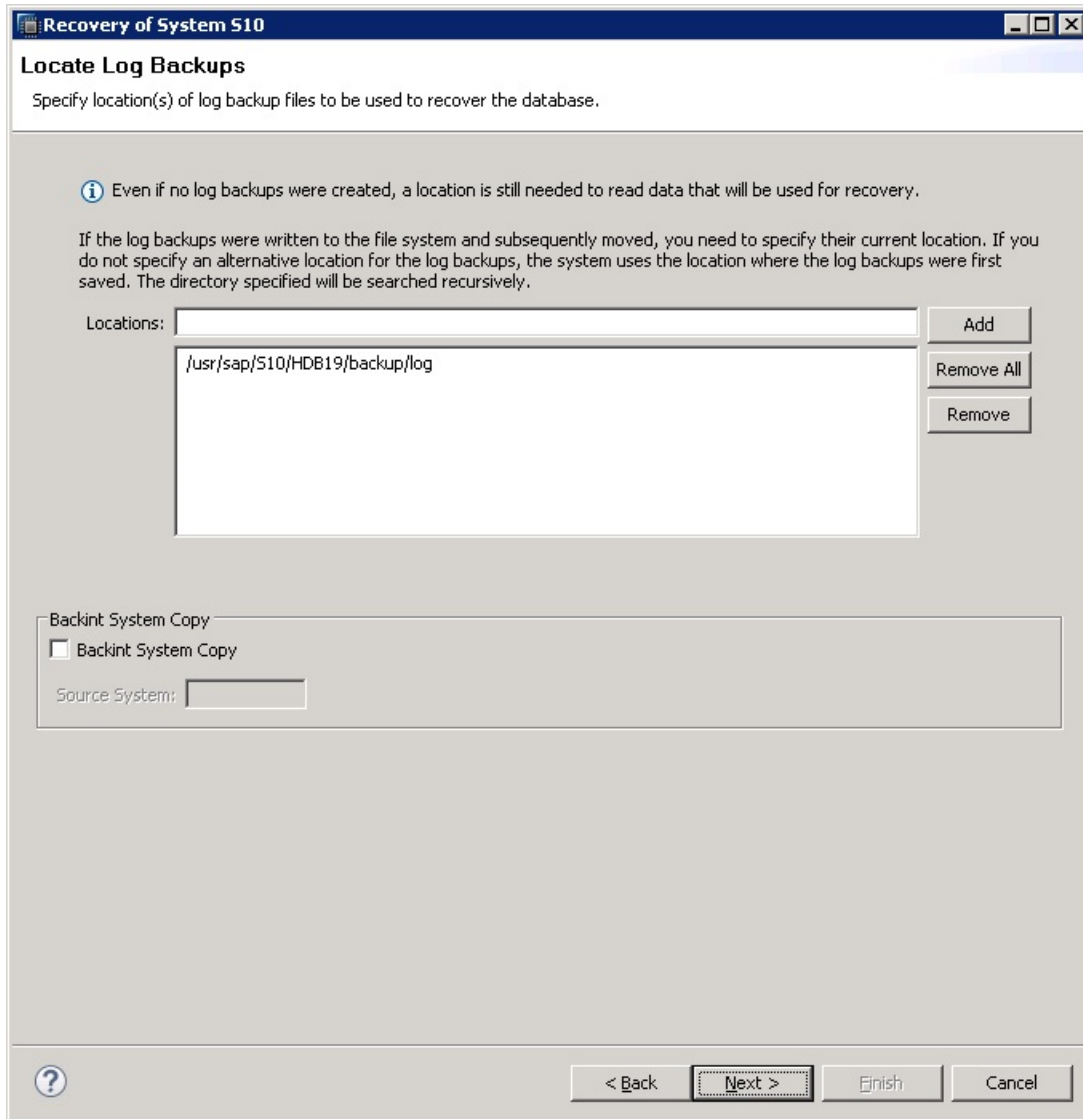 Recovery of System S10
Locate Log Backups
Specify location(s) of log backup files to be used to recover the database.
Even if no log backups were created, a location is still needed to read data that will be used for recovery.
If the log backups were written to the file system and subsequently moved, you need to specify their current location. If you
do not specify an alternative location for the log backups, the system uses the location where the log backups were first
saved. The directory specified will be searched recursively.
Locations:
Add
/usr/sap/S10/HDB19/backup/log
Remove All
Remove
Backint System Copy
Backint System Copy
Source System:
< Back
Next >
Finish
Cancel